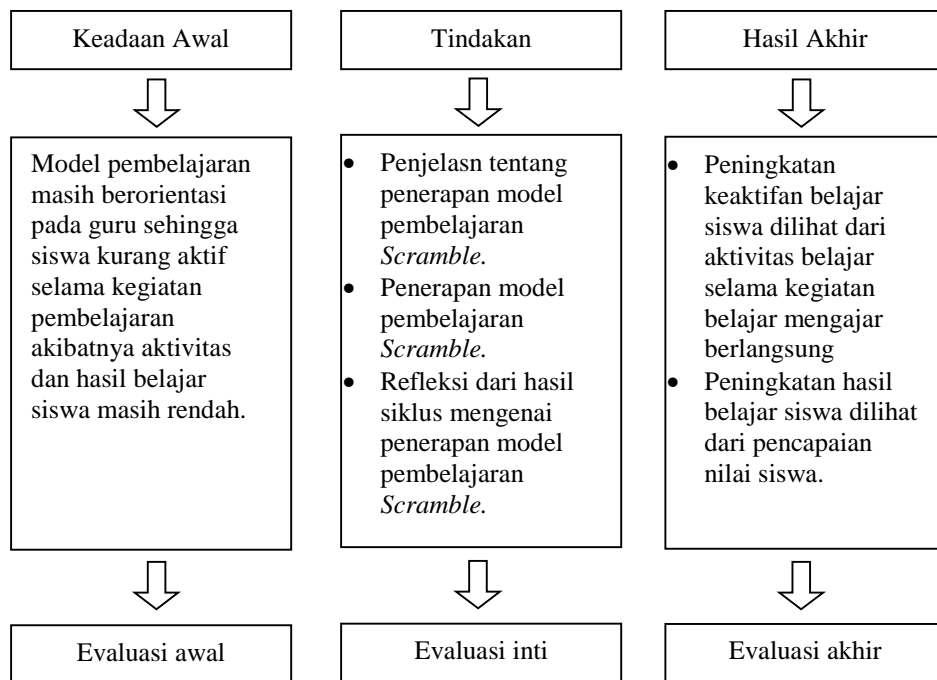 Keadaan Awal
Tindakan
Hasil Akhir
Model pembelajaran
masih berorientasi
pada guru sehingga
siswa kurang aktif
selama kegiatan
pembelajaran
akibatnya aktivitas
dan hasil belajar
siswa masih rendah.
• Penjelasn tentang
penerapan model
pembelajaran
Scramble.
• Penerapan model
pembelajaran
Scramble.
• Refleksi dari hasil
siklus mengenai
penerapan model
pembelajaran
Scramble.
• Peningkatan
keaktifan belajar
siswa dilihat dari
aktivitas belajar
selama kegiatan
belajar mengajar
berlangsung
• Peningkatan hasil
belajar siswa dilihat
dari pencapaian
nilai siswa.
Evaluasi awal
Evaluasi inti
Evaluasi akhir